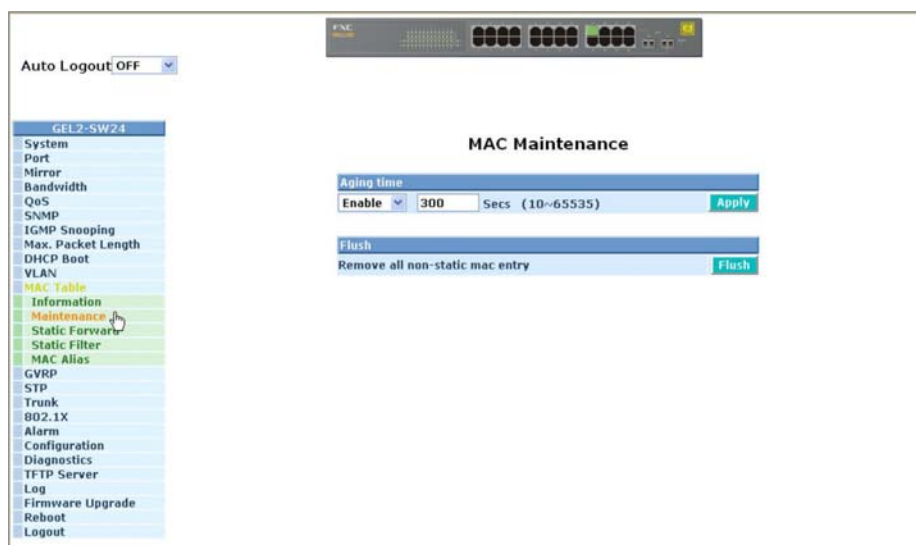 FXC
Auto Logout OFF
GEL2-SW24
System
Port
Mirror
Bandwidth
QoS
SNMP
IGMP Snooping
Max. Packet Length
DHCP Boot
VLAN
MAC Table
Information
Maintenance
Static Forward
Static Filter
MAC Alias
GVRP
STP
Trunk
802.1X
Alarm
Configuration
Diagnostics
TFTP Server
Log
Firmware Upgrade
Reboot
Logout
MAC Maintenance
Aging time
Enable 300 Secs (10~65535) Apply
Flush
Remove all non-static mac entry Flush